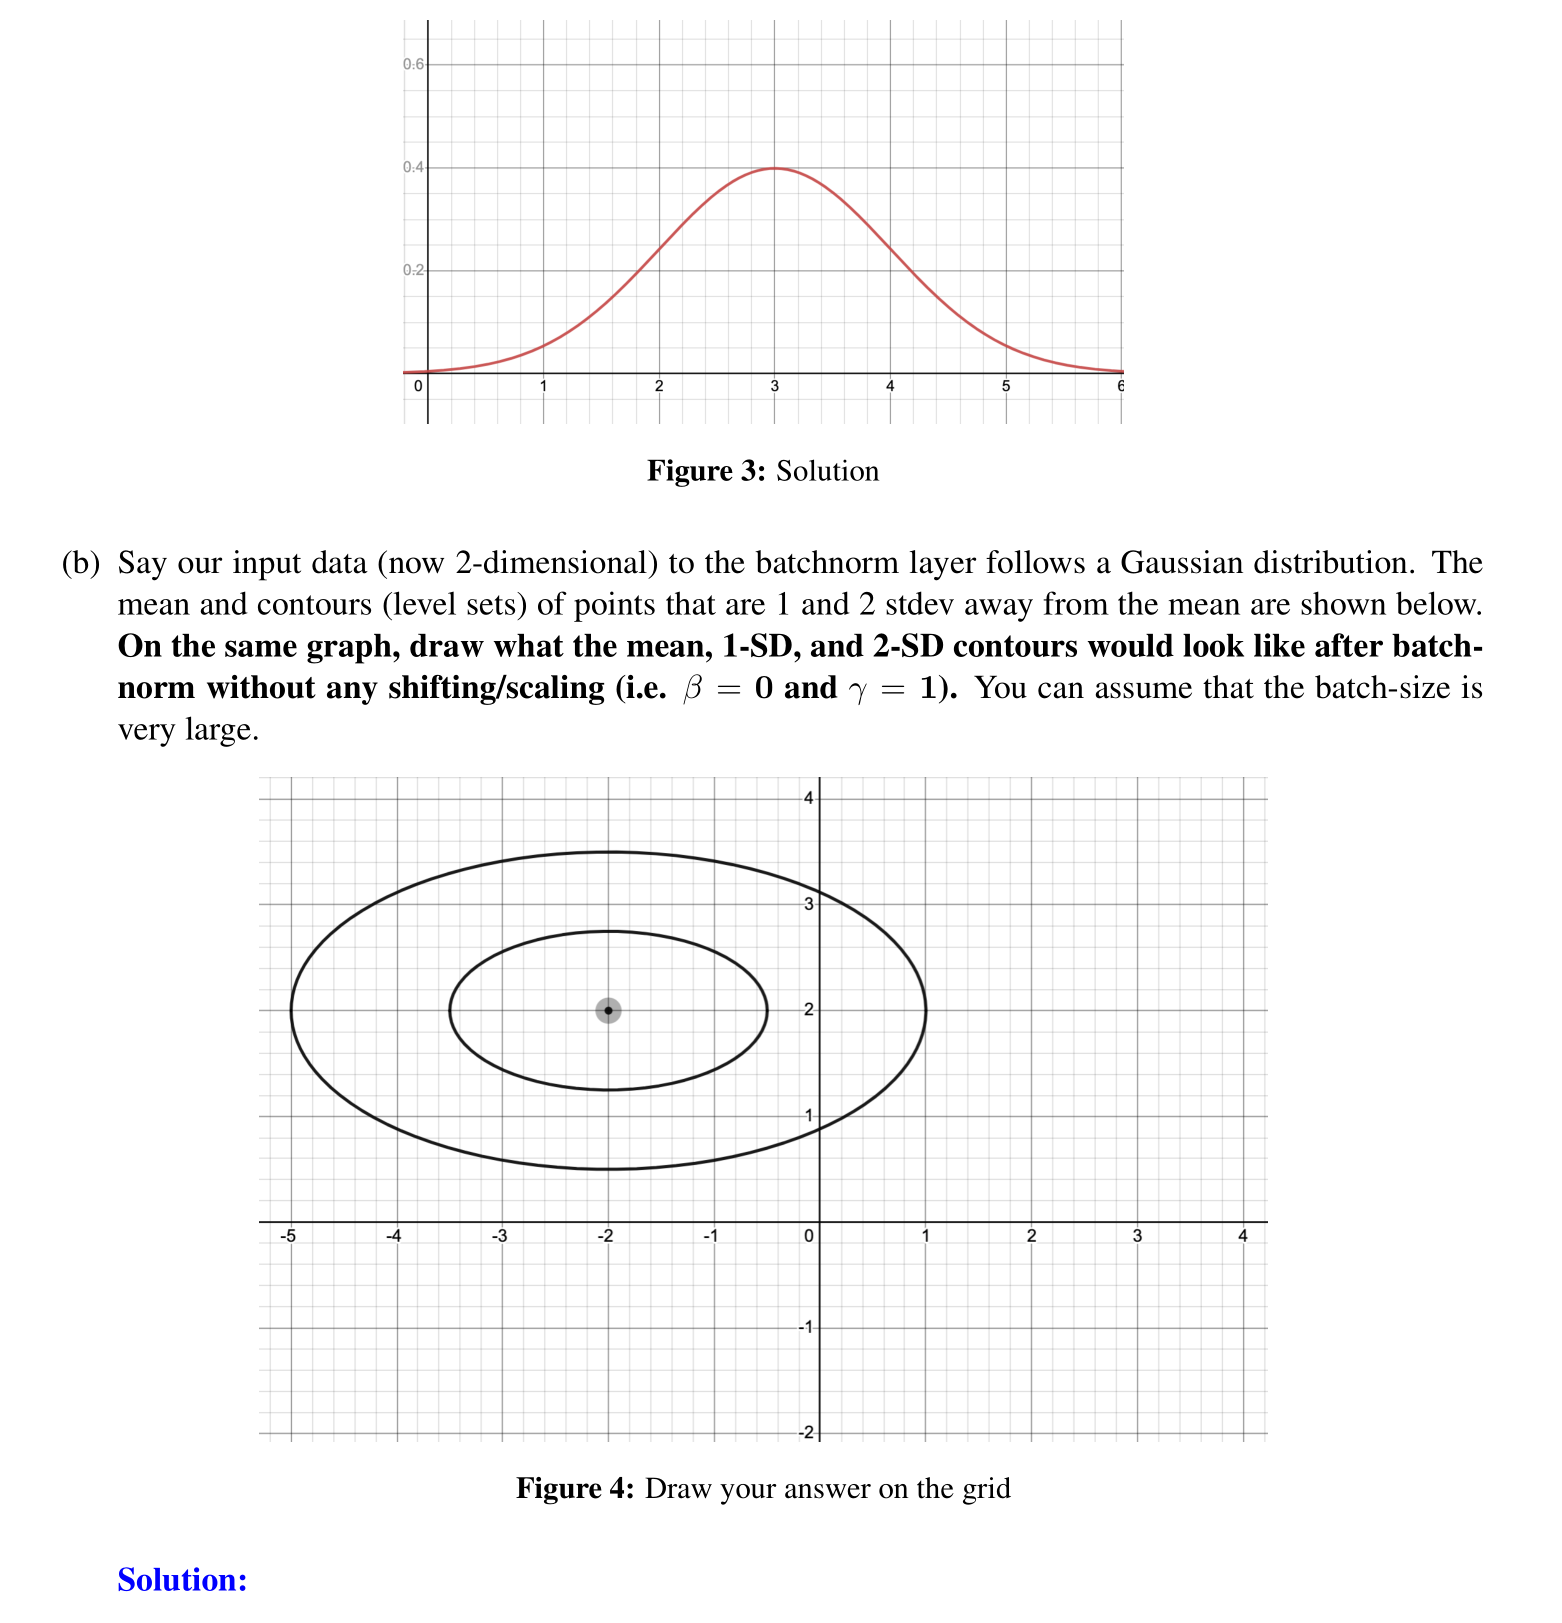 0.6
0.4
0.2
0 1 2 3 4 5 6
Figure 3: Solution
(b) Say our input data (now 2-dimensional) to the batchnorm layer follows a Gaussian distribution. The
mean and contours (level sets) of points that are 1 and 2 stdev away from the mean are shown below.
On the same graph, draw what the mean, 1-SD, and 2-SD contours would look like after batch-
norm without any shifting/scaling (i.e. β = 0 and γ = 1). You can assume that the batch-size is
very large.
4
3
2
1
-5 -4 -3 -2 -1 0 1 2 3 4
-1
-2
Figure 4: Draw your answer on the grid
Solution: